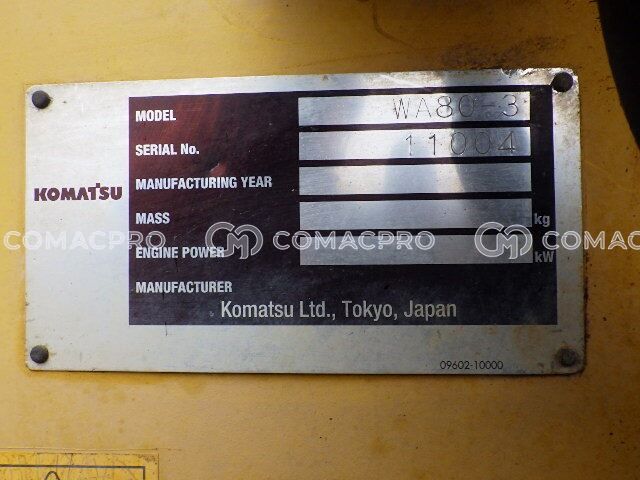 MODEL WA80-3
SERIAL No. 11004
MANUFACTURING YEAR
KOMATSU
MASS kg
COMACPRO COMACPRO COMACPRO
ENGINE POWER kW
MANUFACTURER
Komatsu Ltd., Tokyo, Japan
09602-10000